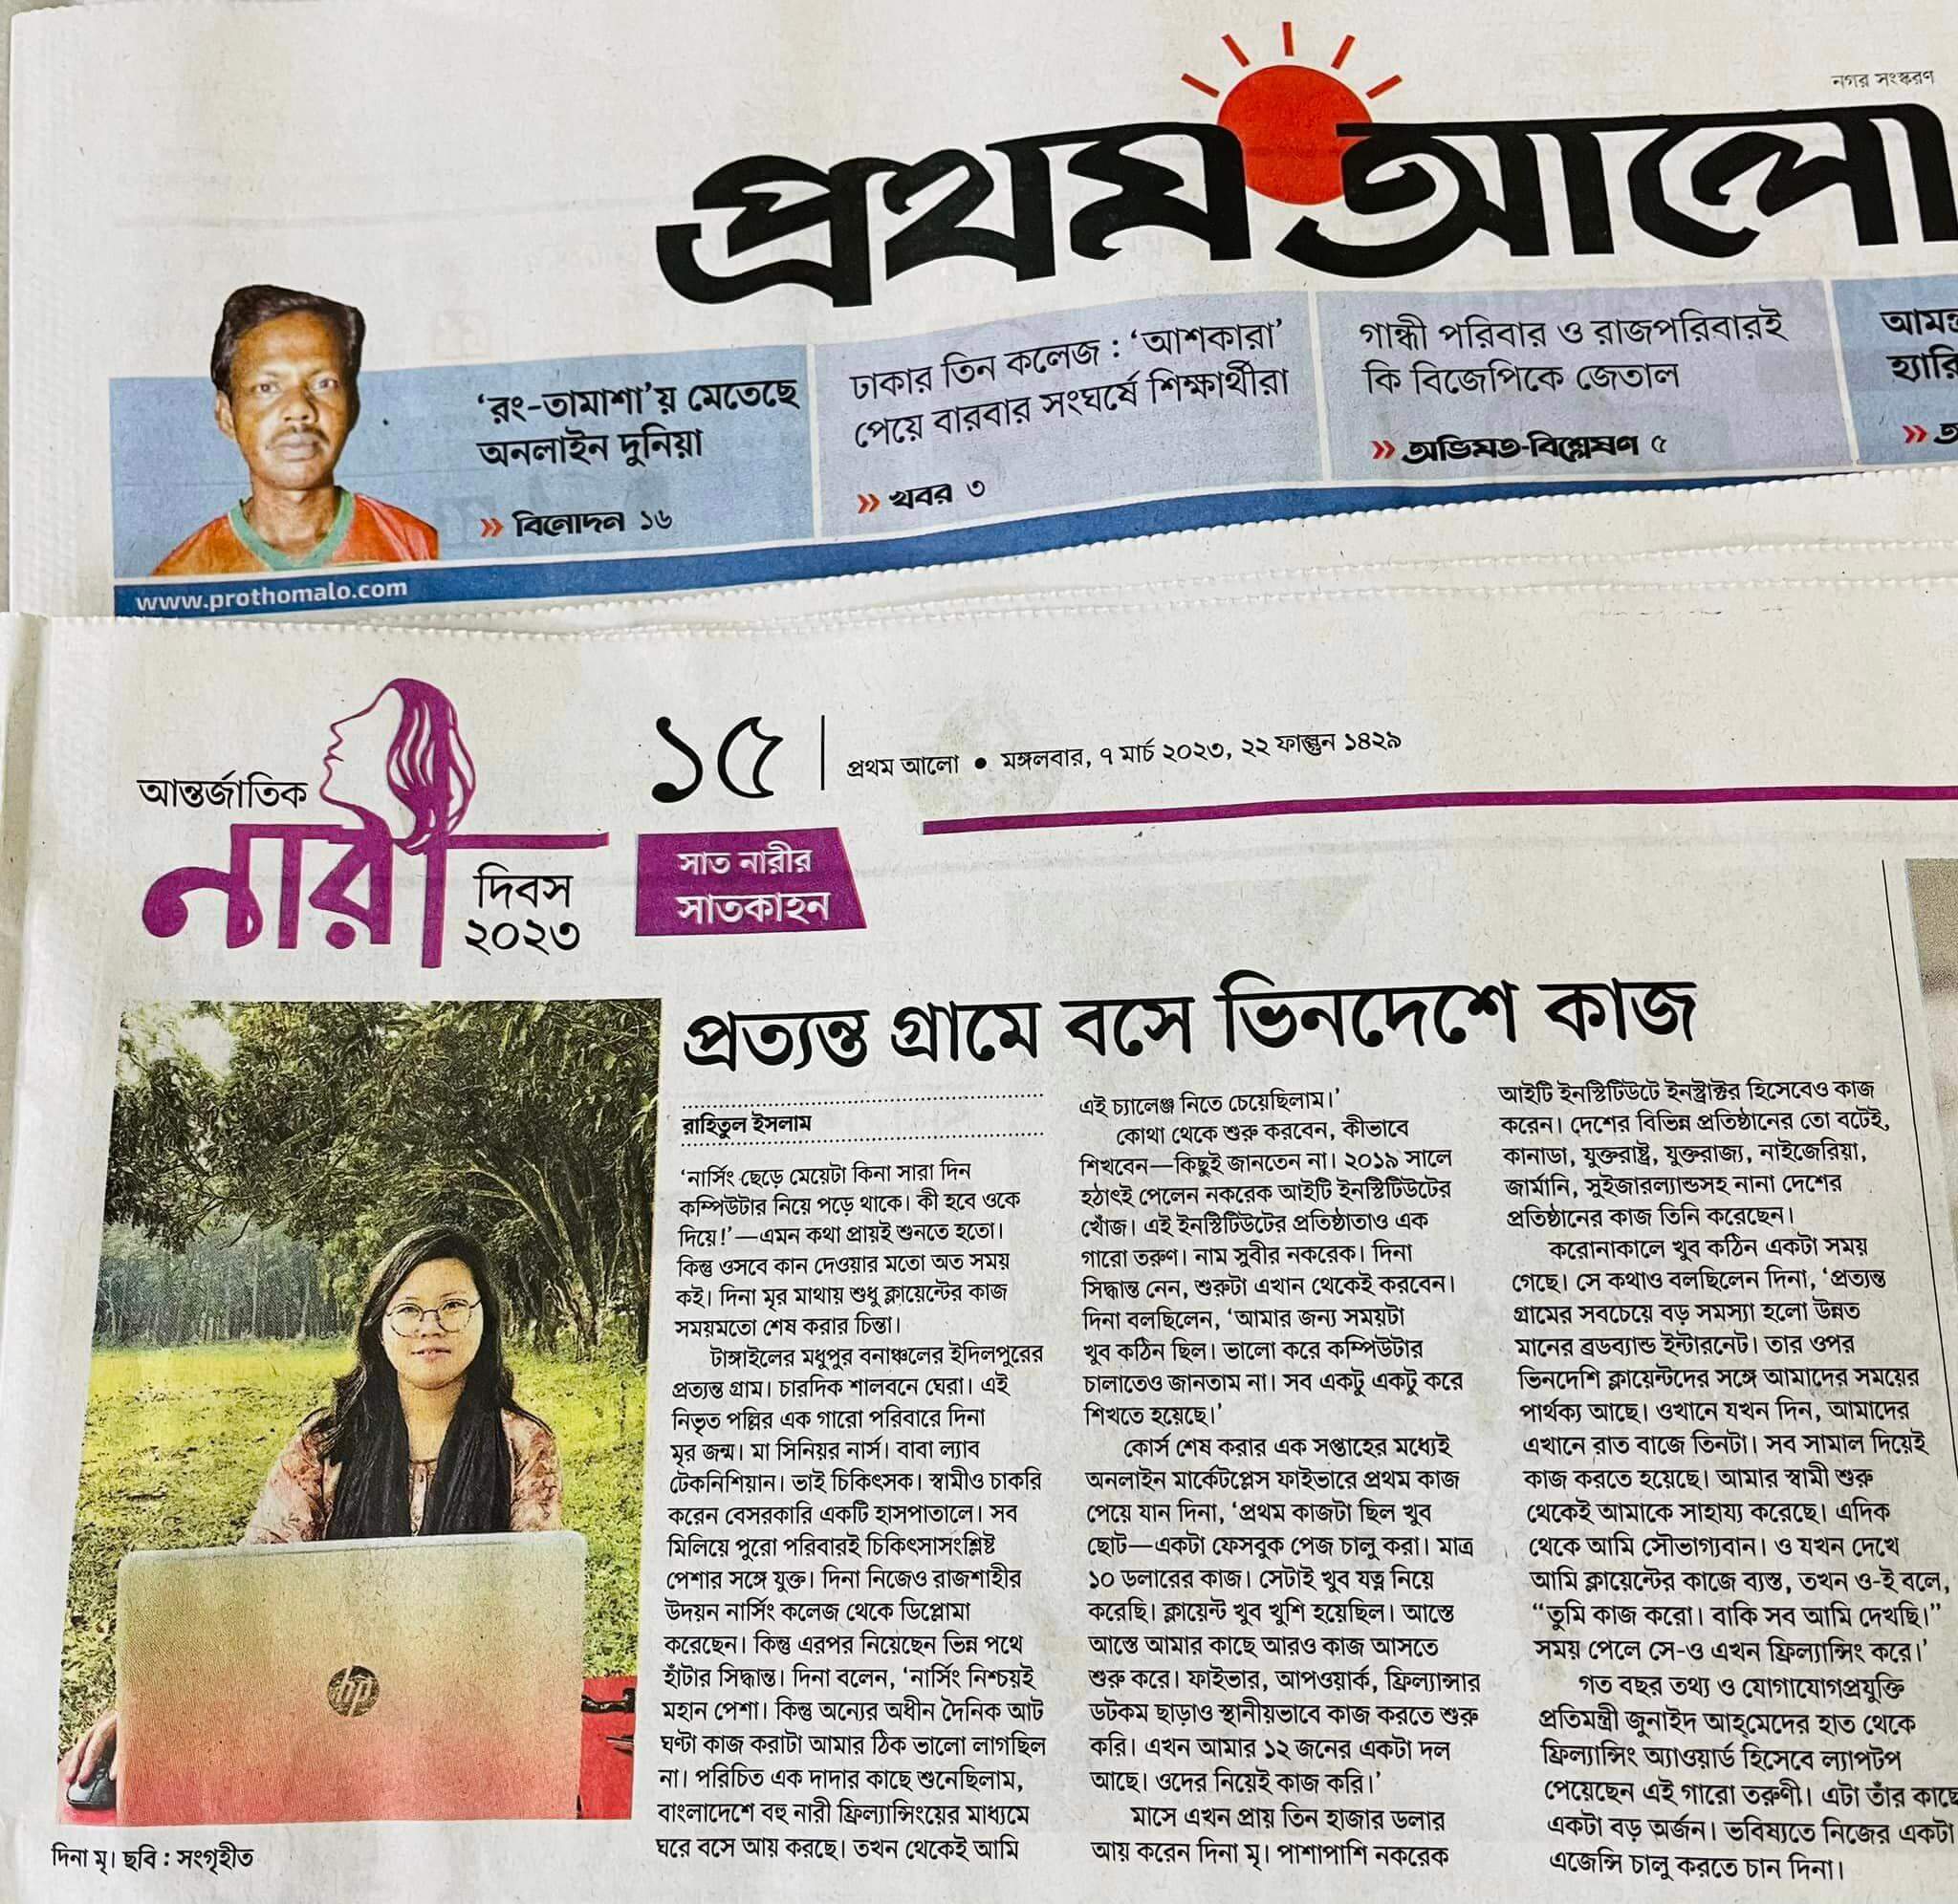 নগর সংস্করণ
প্রথম আলো
‘রং-তামাশা’য় মেতেছে
অনলাইন দুনিয়া
» বিনোদন ১৬
ঢাকার তিন কলেজ : ‘আশকারা’
পেয়ে বারবার সংঘর্ষে শিক্ষার্থীরা
» খবর ৩
গান্ধী পরিবার ও রাজপরিবারই
কি বিজেপিকে জেতাল
» অভিমত-বিশ্লেষণ ৫
www.prothomalo.com
আন্তর্জাতিক
নারী
দিবস
২০২৩
১৫
প্রথম আলো ● মঙ্গলবার, ৭ মার্চ ২০২৩, ২২ ফাল্গুন ১৪২৯
সাত নারীর
সাতকাহন
প্রত্যন্ত গ্রামে বসে ভিনদেশে কাজ
রাহিতুল ইসলাম
‘নার্সিং ছেড়ে মেয়েটা কিনা সারা দিন
কম্পিউটার নিয়ে পড়ে থাকে। কী হবে ওকে
দিয়ে!’—এমন কথা প্রায়ই শুনতে হতো।
কিন্তু ওসবে কান দেওয়ার মতো অত সময়
কই। দিনা মৃর মাথায় শুধু ক্লায়েন্টের কাজ
সময়মতো শেষ করার চিন্তা।
টাঙ্গাইলের মধুপুর বনাঞ্চলের ইদিলপুরের
প্রত্যন্ত গ্রাম। চারদিক শালবনে ঘেরা। এই
নিভৃত পল্লির এক গারো পরিবারে দিনা
মৃর জন্ম। মা সিনিয়র নার্স। বাবা ল্যাব
টেকনিশিয়ান। ভাই চিকিৎসক। স্বামীও চাকরি
করেন বেসরকারি একটি হাসপাতালে। সব
মিলিয়ে পুরো পরিবারই চিকিৎসাসংশ্লিষ্ট
পেশার সঙ্গে যুক্ত। দিনা নিজেও রাজশাহীর
উদয়ন নার্সিং কলেজ থেকে ডিপ্লোমা
করেছেন। কিন্তু এরপর নিয়েছেন ভিন্ন পথে
হাঁটার সিদ্ধান্ত। দিনা বলেন, ‘নার্সিং নিশ্চয়ই
মহান পেশা। কিন্তু অন্যের অধীন দৈনিক আট
ঘণ্টা কাজ করাটা আমার ঠিক ভালো লাগছিল
না। পরিচিত এক দাদার কাছে শুনেছিলাম,
বাংলাদেশে বহু নারী ফ্রিল্যান্সিংয়ের মাধ্যমে
ঘরে বসে আয় করছে। তখন থেকেই আমি
এই চ্যালেঞ্জ নিতে চেয়েছিলাম।’
কোথা থেকে শুরু করবেন, কীভাবে
শিখবেন—কিছুই জানতেন না। ২০১৯ সালে
হঠাৎই পেলেন নকরেক আইটি ইনস্টিটিউটের
খোঁজ। এই ইনস্টিটিউটের প্রতিষ্ঠাতাও এক
গারো তরুণ। নাম সুবীর নকরেক। দিনা
সিদ্ধান্ত নেন, শুরুটা এখান থেকেই করবেন।
দিনা বলছিলেন, ‘আমার জন্য সময়টা
খুব কঠিন ছিল। ভালো করে কম্পিউটার
চালাতেও জানতাম না। সব একটু একটু করে
শিখতে হয়েছে।’
কোর্স শেষ করার এক সপ্তাহের মধ্যেই
অনলাইন মার্কেটপ্লেস ফাইভারে প্রথম কাজ
পেয়ে যান দিনা, ‘প্রথম কাজটা ছিল খুব
ছোট—একটা ফেসবুক পেজ চালু করা। মাত্র
১০ ডলারের কাজ। সেটাই খুব যত্ন নিয়ে
করেছি। ক্লায়েন্ট খুব খুশি হয়েছিল। আস্তে
আস্তে আমার কাছে আরও কাজ আসতে
শুরু করে। ফাইভার, আপওয়ার্ক, ফ্রিল্যান্সার
ডটকম ছাড়াও স্থানীয়ভাবে কাজ করতে শুরু
করি। এখন আমার ১২ জনের একটা দল
আছে। ওদের নিয়েই কাজ করি।’
মাসে এখন প্রায় তিন হাজার ডলার
আয় করেন দিনা মৃ। পাশাপাশি নকরেক
আইটি ইনস্টিটিউটে ইনস্ট্রাক্টর হিসেবেও কাজ
করেন। দেশের বিভিন্ন প্রতিষ্ঠানের তো বটেই,
কানাডা, যুক্তরাষ্ট্র, যুক্তরাজ্য, নাইজেরিয়া,
জার্মানি, সুইজারল্যান্ডসহ নানা দেশের
প্রতিষ্ঠানের কাজ তিনি করেছেন।
করোনাকালে খুব কঠিন একটা সময়
গেছে। সে কথাও বলছিলেন দিনা, ‘প্রত্যন্ত
গ্রামের সবচেয়ে বড় সমস্যা হলো উন্নত
মানের ব্রডব্যান্ড ইন্টারনেট। তার ওপর
ভিনদেশি ক্লায়েন্টদের সঙ্গে আমাদের সময়ের
পার্থক্য আছে। ওখানে যখন দিন, আমাদের
এখানে রাত বাজে তিনটা। সব সামাল দিয়েই
কাজ করতে হয়েছে। আমার স্বামী শুরু
থেকেই আমাকে সাহায্য করেছে। এদিক
থেকে আমি সৌভাগ্যবান। ও যখন দেখে
আমি ক্লায়েন্টের কাজে ব্যস্ত, তখন ও-ই বলে,
“তুমি কাজ করো। বাকি সব আমি দেখছি।”
সময় পেলে সে-ও এখন ফ্রিল্যান্সিং করে।’
গত বছর তথ্য ও যোগাযোগপ্রযুক্তি
প্রতিমন্ত্রী জুনাইদ আহ্‌মেদের হাত থেকে
ফ্রিল্যান্সিং অ্যাওয়ার্ড হিসেবে ল্যাপটপ
পেয়েছেন এই গারো তরুণী। এটা তাঁর কাছে
একটা বড় অর্জন। ভবিষ্যতে নিজের একটা
এজেন্সি চালু করতে চান দিনা।
hp
দিনা মৃ। ছবি : সংগৃহীত